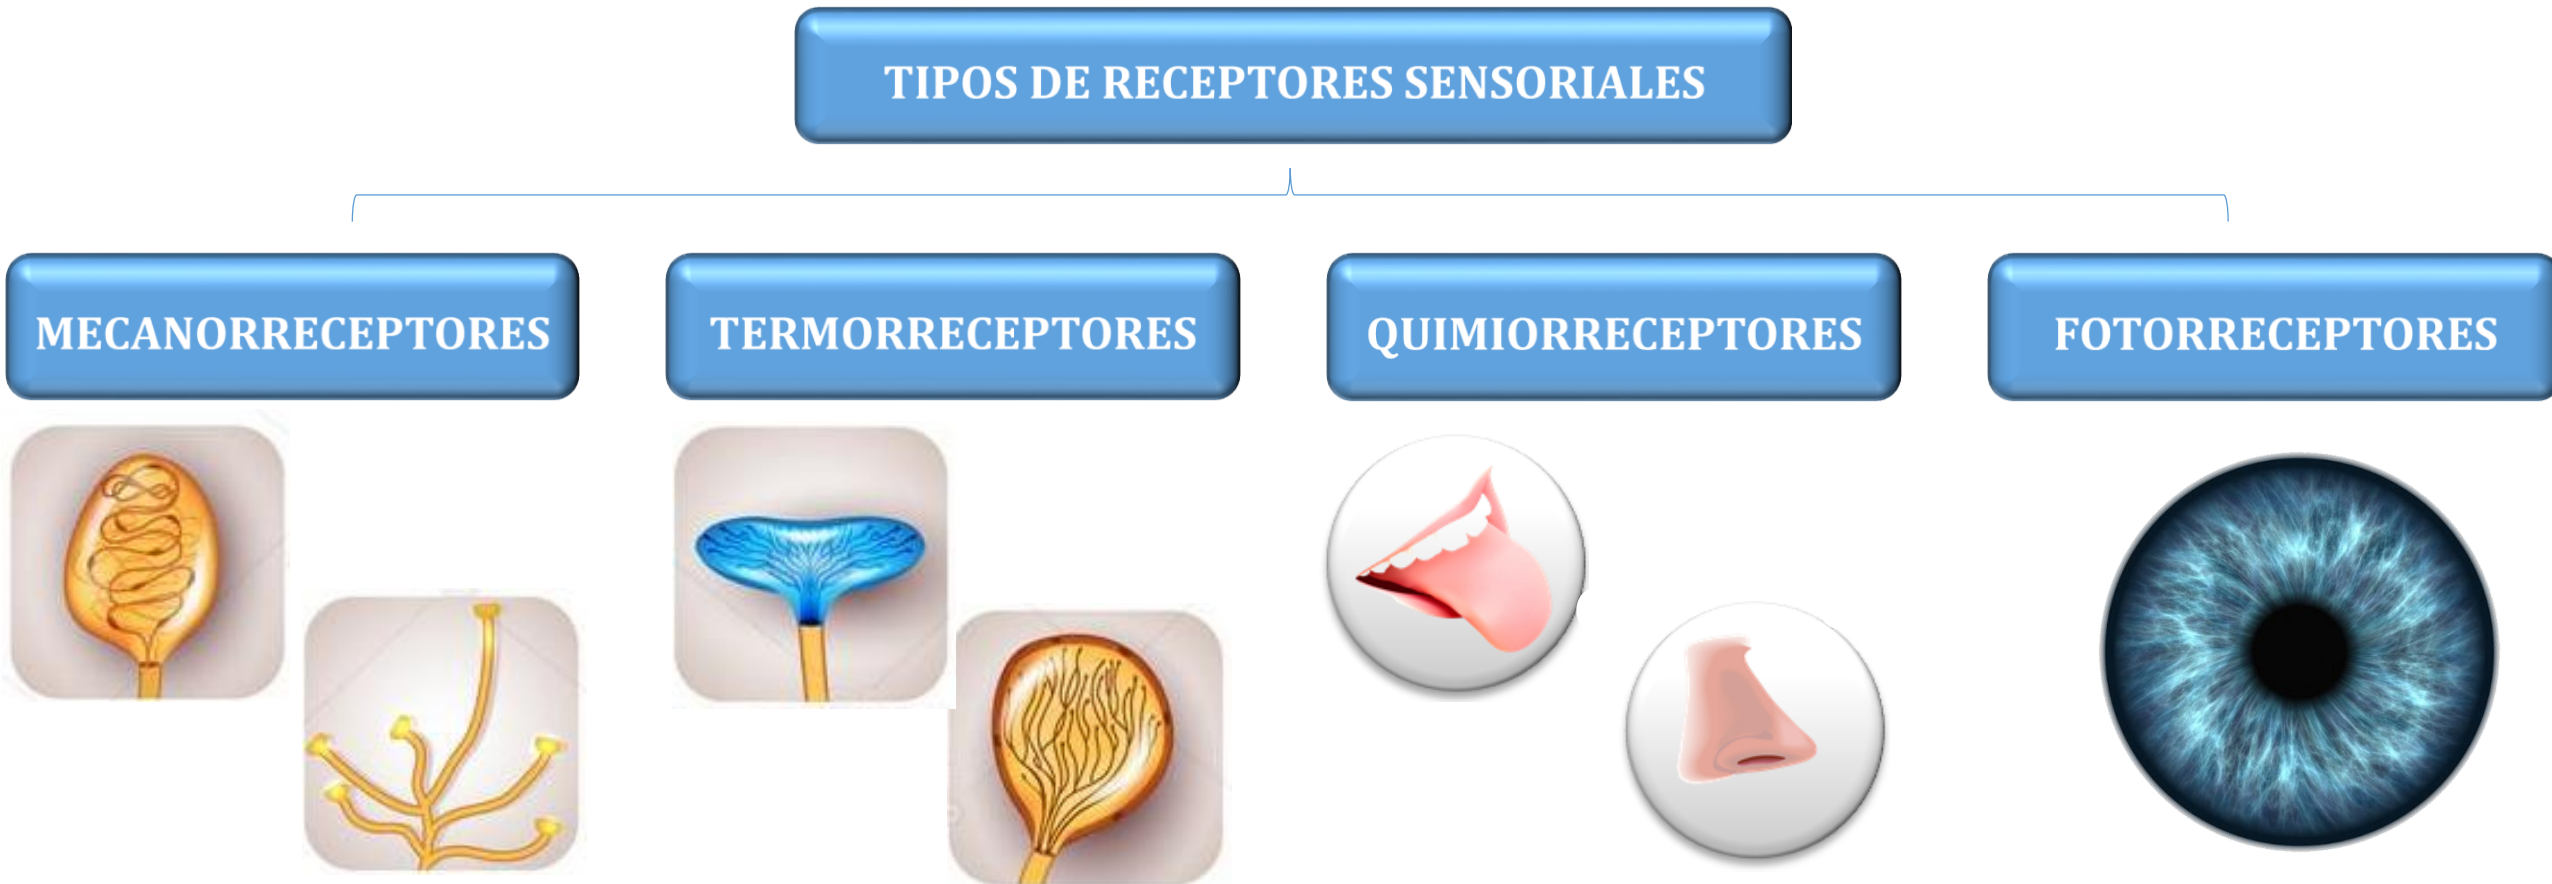 TIPOS DE RECEPTORES SENSORIALES
MECANORRECEPTORES
TERMORRECEPTORES
QUIMIORRECEPTORES
FOTORRECEPTORES